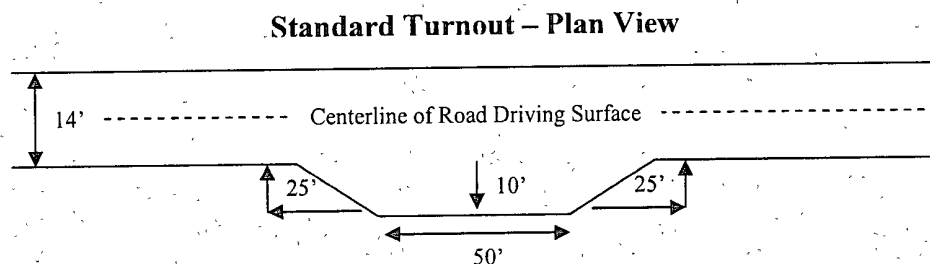 Standard Turnout – Plan View
14’
Centerline of Road Driving Surface
25’
10’
25’
50’